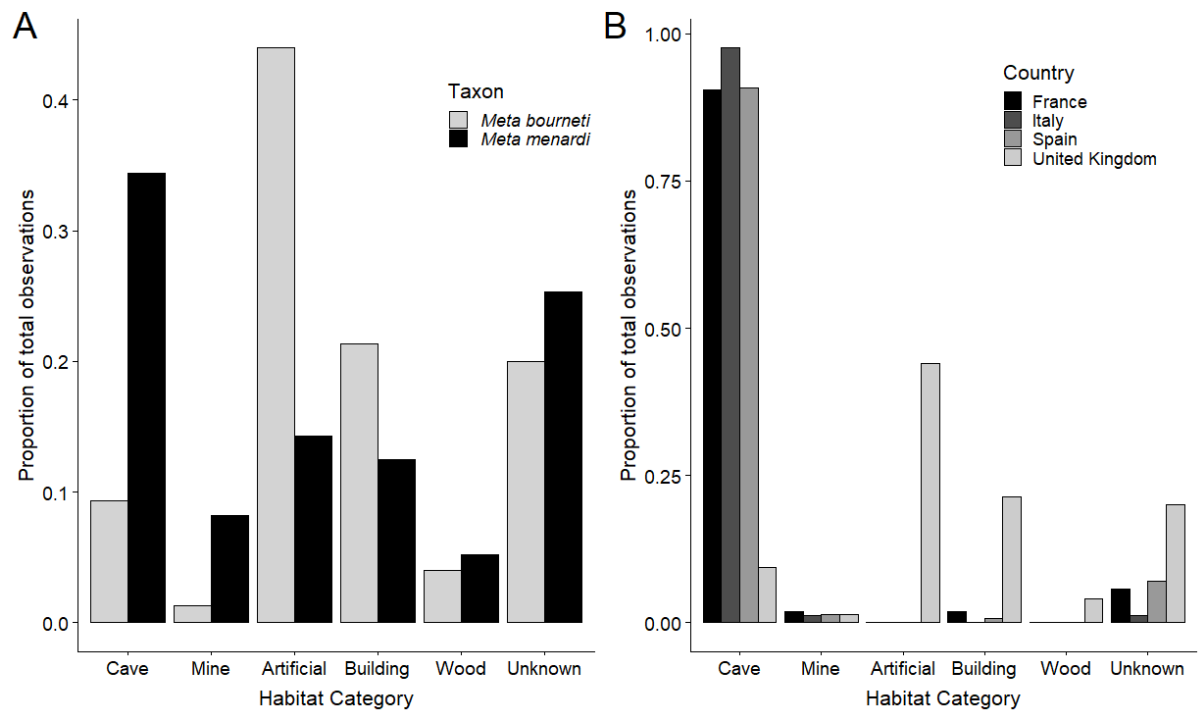 A
Proportion of total observations
0.4
0.3
0.2
0.1
0.0
Taxon
Meta bourneti
Meta menardi
Cave Mine Artificial Building Wood Unknown
Habitat Category
B
Proportion of total observations
1.00
0.75
0.50
0.25
0.00
Country
France
Italy
Spain
United Kingdom
Cave Mine Artificial Building Wood Unknown
Habitat Category